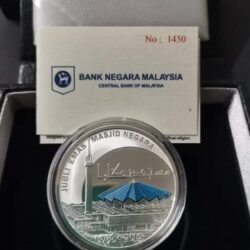 No: 1450
BANK NEGARA MALAYSIA
CENTRAL BANK OF MALAYSIA
JUBLI EMAS MASJID NEGARA